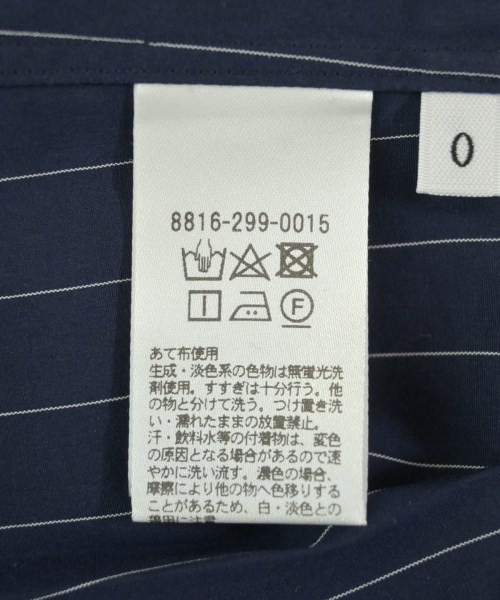 0
8816-299-0015
F
あて布使用
生成・淡色系の色物は無蛍光洗
剤使用。すすぎは十分行う。他
の物と分けて洗う。つけ置き洗
い・濡れたままの放置禁止。
汗・飲料水等の付着物は、変色
の原因となる場合があるので速
やかに洗い流す。濃色の場合、
摩擦により他の物へ色移りする
ことがあるため、白・淡色との
着用に注意